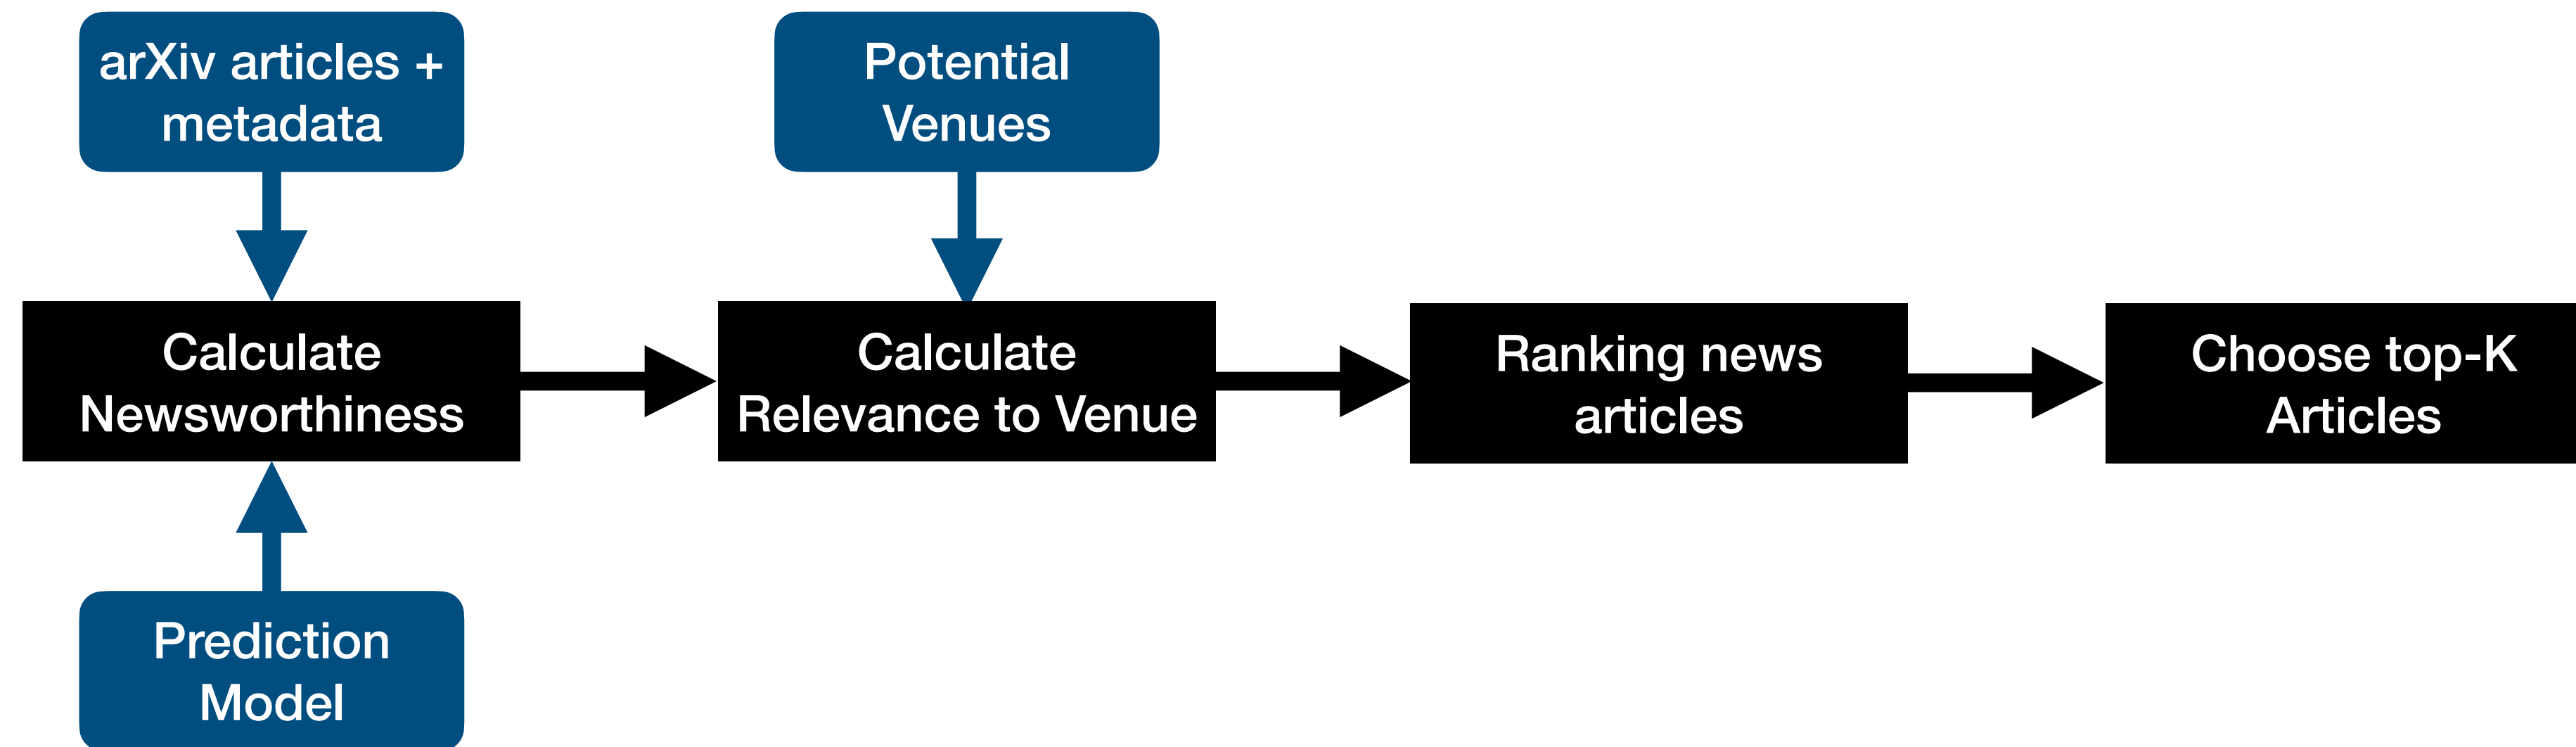 arXiv articles +
metadata
Potential
Venues
Calculate
Newsworthiness
Calculate
Relevance to Venue
Ranking news
articles
Choose top-K
Articles
Prediction
Model